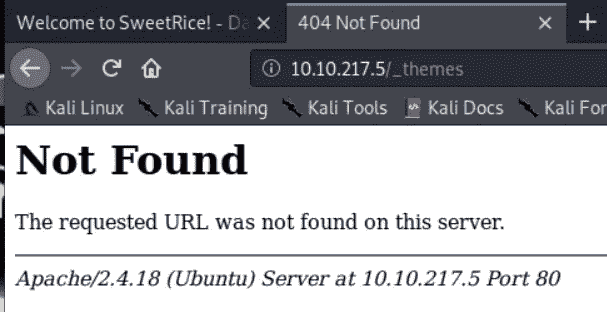 Welcome to SweetRice! - Da
404 Not Found
10.10.217.5/_themes
Kali Linux Kali Training Kali Tools Kali Docs Kali For
Not Found
The requested URL was not found on this server.
Apache/2.4.18 (Ubuntu) Server at 10.10.217.5 Port 80